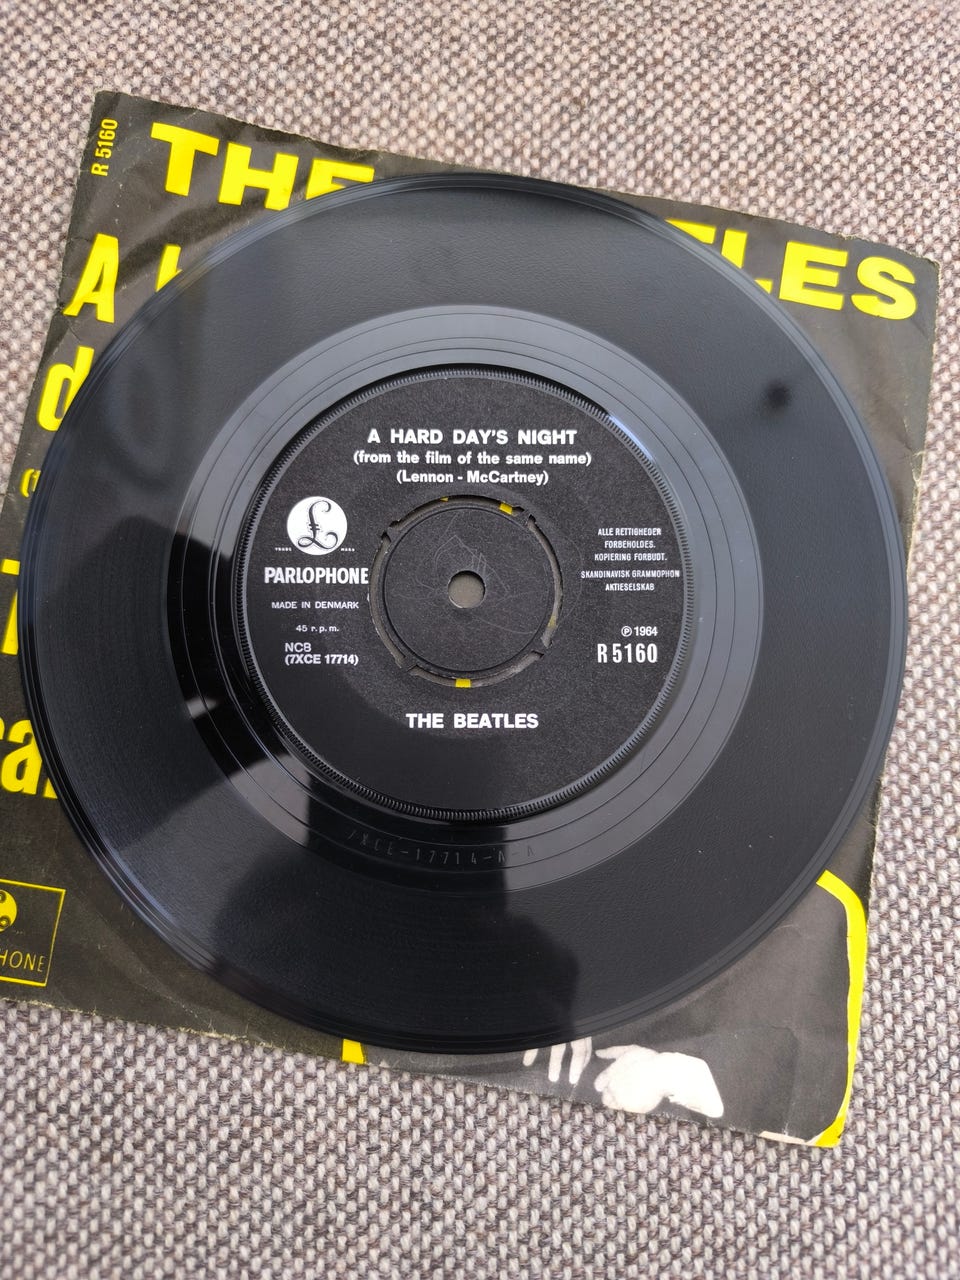 R 5160
THE
LES
A
d
A HARD DAY'S NIGHT
(from the film of the same name)
(Lennon - McCartney)
£
TRADE MARK
PARLOPHONE
MADE IN DENMARK
45 r.p.m.
NCB
(7XCE 17714)
ALLE RETTIGHEDER
FORBEHOLDES.
KOPIERING FORBUDT.
SKANDINAVISK GRAMMOPHON
AKTIESELSKAB
℗ 1964
R 5160
THE BEATLES
7XCE-17714-
HONE